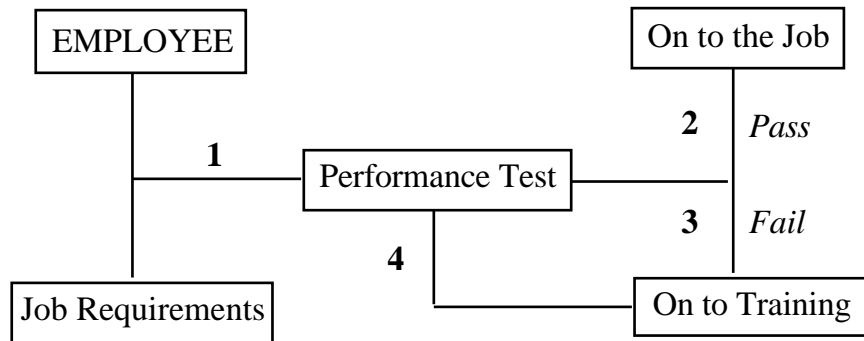 EMPLOYEE
On to the Job
2 Pass
1
Performance Test
3 Fail
4
Job Requirements
On to Training